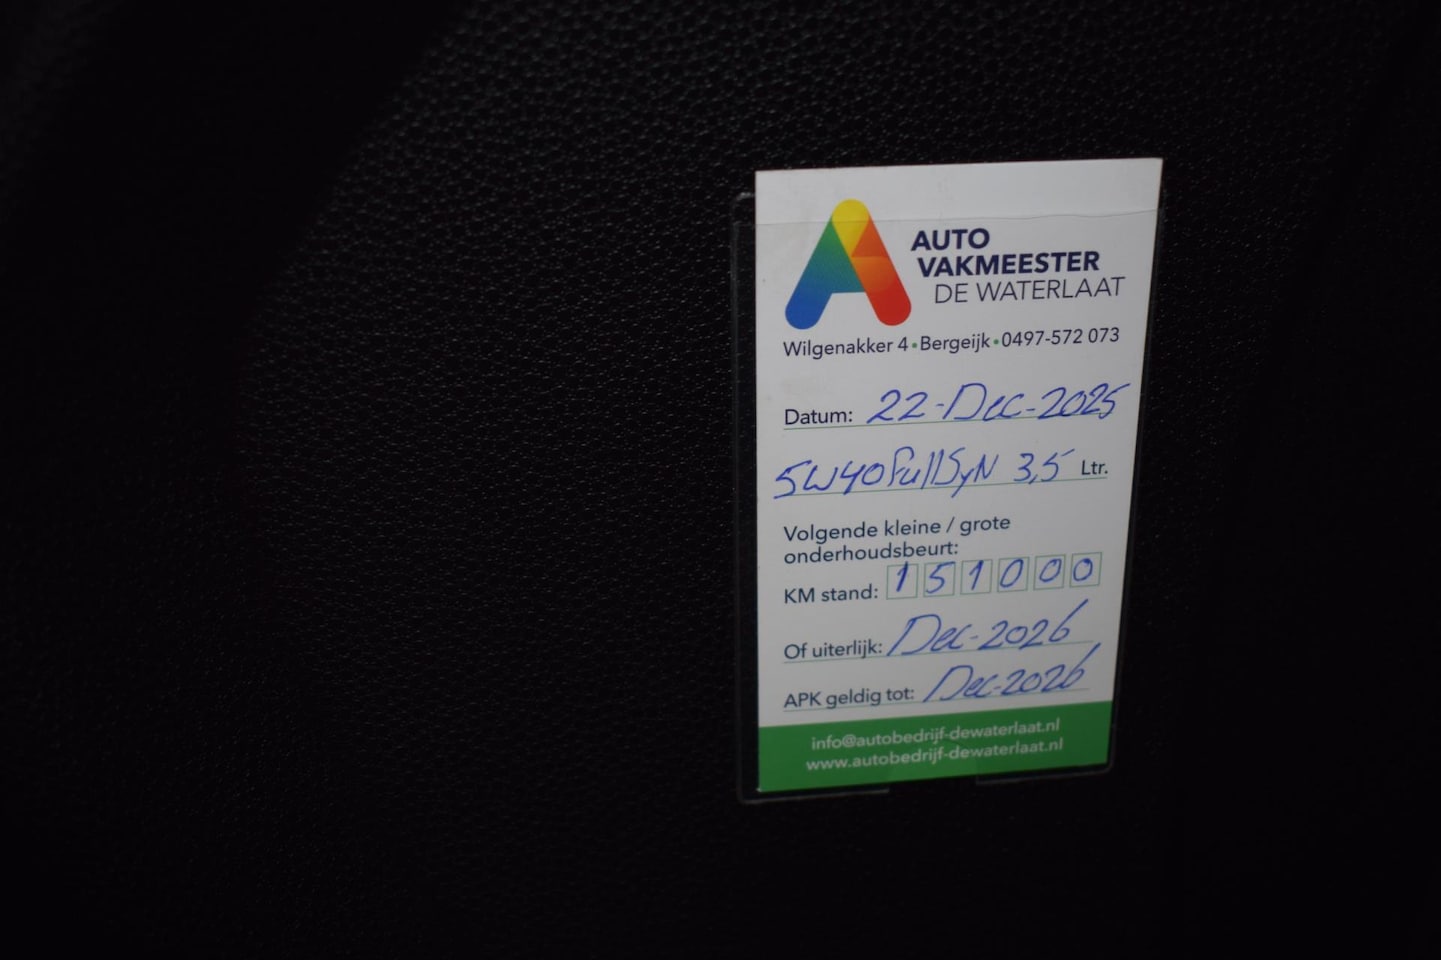 AUTO
VAKMEESTER
DE WATERLAAT
Wilgenakker 4•Bergeijk•0497-572 073
Datum: 22-Dec-2025
5W40 FullSyN 3,5 Ltr.
Volgende kleine / grote
onderhoudsbeurt:
KM stand: 151000
Of uiterlijk: Dec-2026
APK geldig tot: Dec-2026
info@autobedrijf-dewaterlaat.nl
www.autobedrijf-dewaterlaat.nl